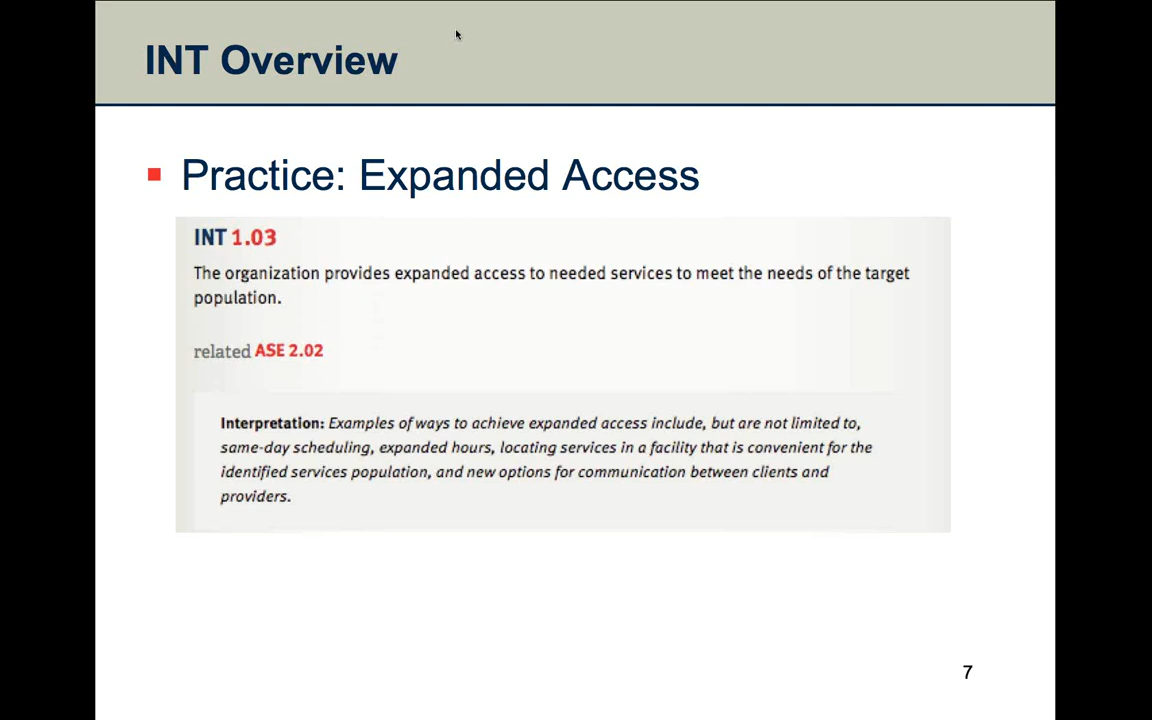 INT Overview
Practice: Expanded Access
INT 1.03
The organization provides expanded access to needed services to meet the needs of the target
population.
related ASE 2.02
Interpretation: Examples of ways to achieve expanded access include, but are not limited to,
same-day scheduling, expanded hours, locating services in a facility that is convenient for the
identified services population, and new options for communication between clients and
providers.
7